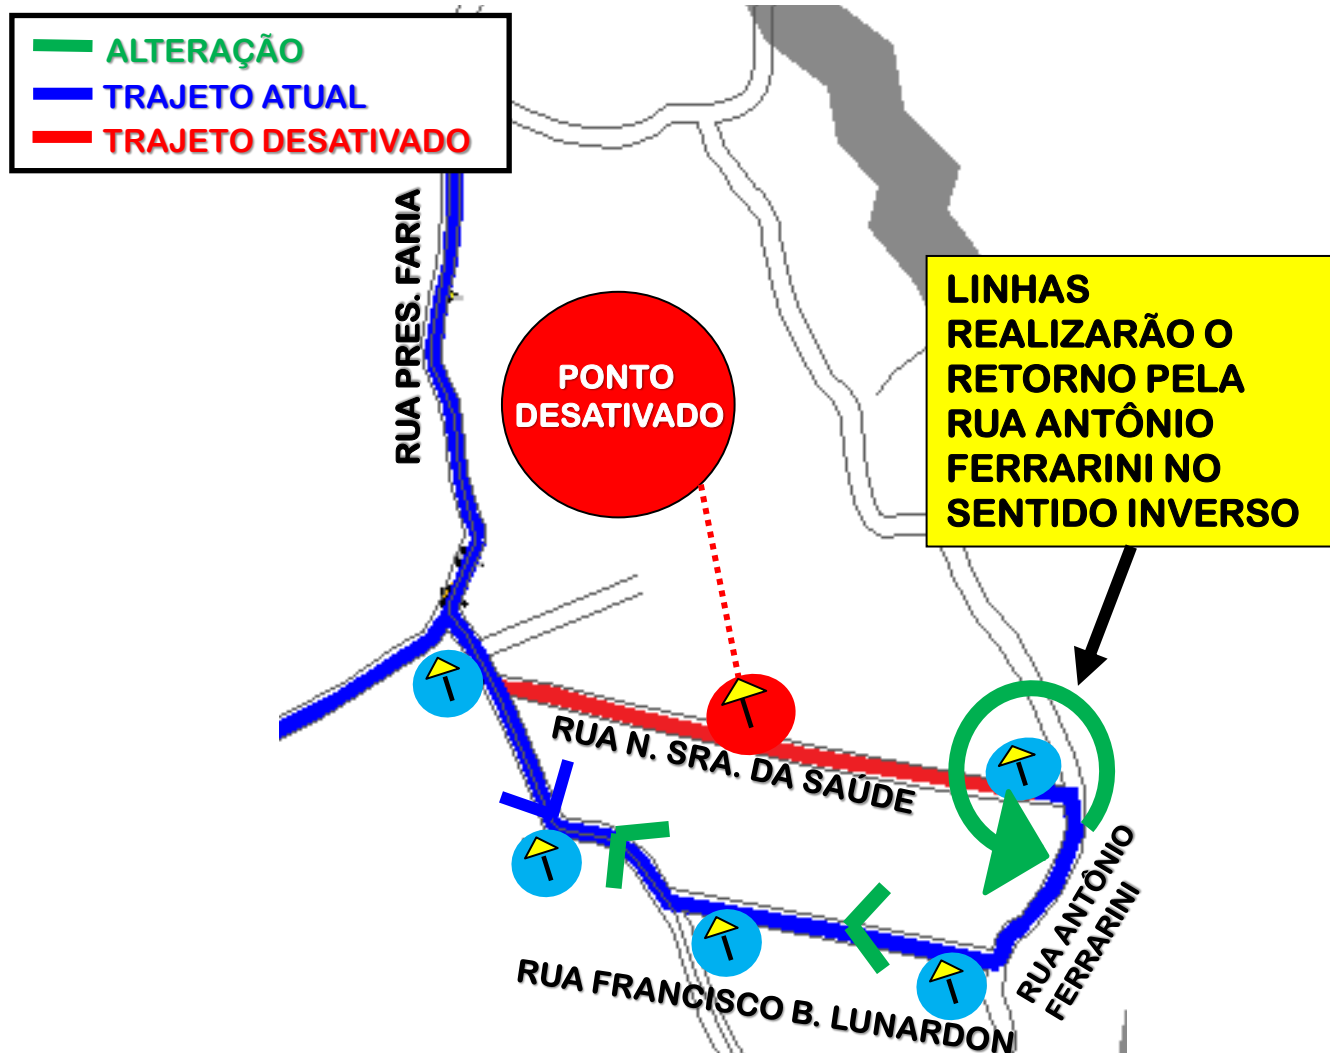 ALTERAÇÃO
TRAJETO ATUAL
TRAJETO DESATIVADO
RUA PRES. FARIA
PONTO
DESATIVADO
LINHAS
REALIZARÃO O
RETORNO PELA
RUA ANTÔNIO
FERRARINI NO
SENTIDO INVERSO
RUA N. SRA. DA SAÚDE
RUA ANTÔNIO
FERRARINI
RUA FRANCISCO B. LUNARDON